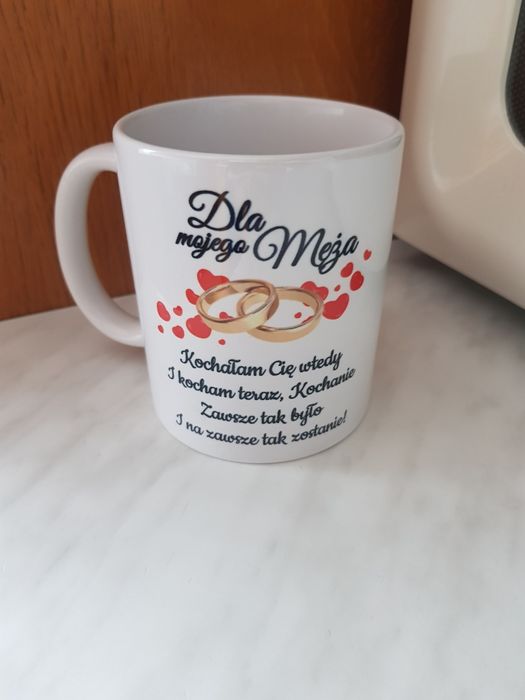 Dla
mojego Męża
Kochałam Cię wtedy
I kocham teraz, Kochanie
Zawsze tak było
I na zawsze tak zostanie!